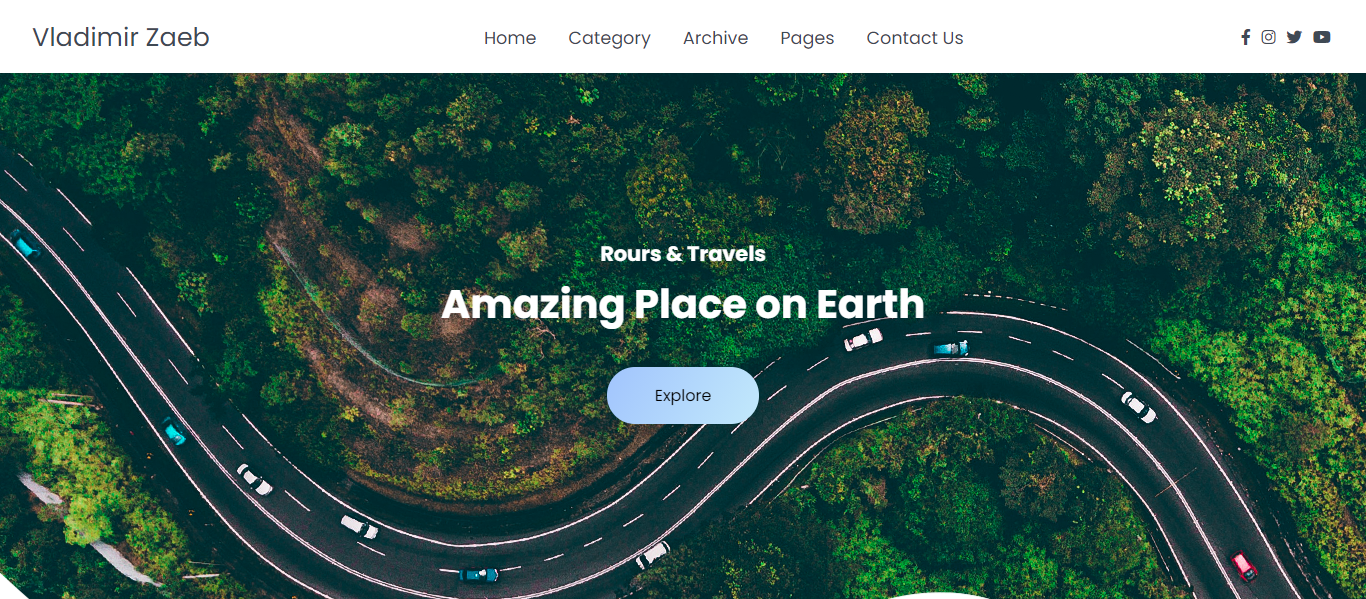 Vladimir Zaeb
Home Category Archive Pages Contact Us
Rours & Travels
Amazing Place on Earth
Explore